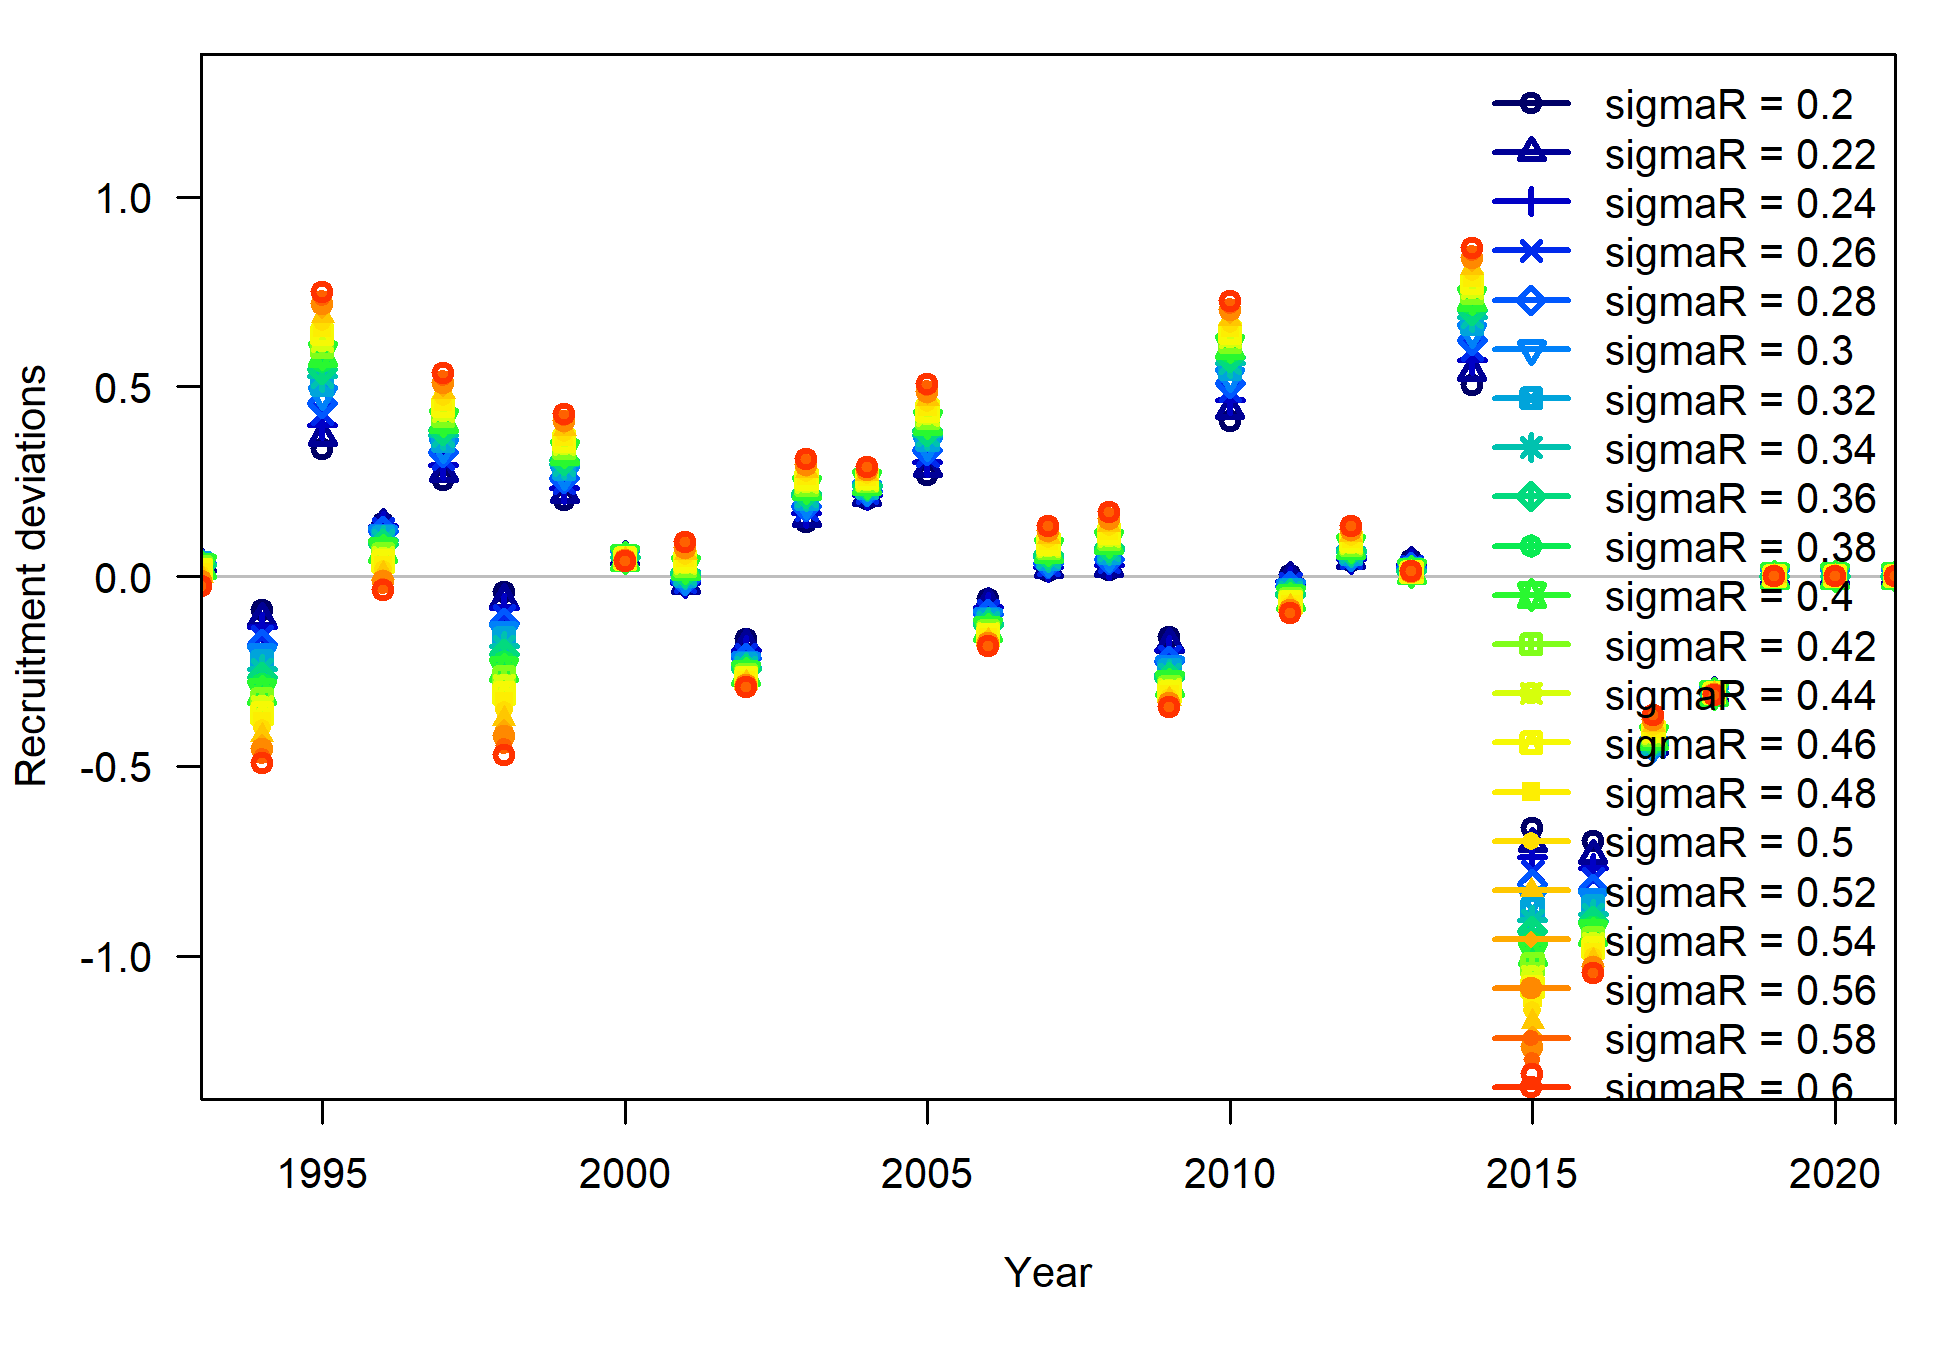 sigmaR = 0.2
sigmaR = 0.22
sigmaR = 0.24
sigmaR = 0.26
sigmaR = 0.28
sigmaR = 0.3
sigmaR = 0.32
sigmaR = 0.34
sigmaR = 0.36
sigmaR = 0.38
sigmaR = 0.4
sigmaR = 0.42
sigmaR = 0.44
sigmaR = 0.46
sigmaR = 0.48
sigmaR = 0.5
sigmaR = 0.52
sigmaR = 0.54
sigmaR = 0.56
sigmaR = 0.58
sigmaR = 0.6
1.0
0.5
0.0
-0.5
-1.0
Recruitment deviations
1995 2000 2005 2010 2015 2020
Year